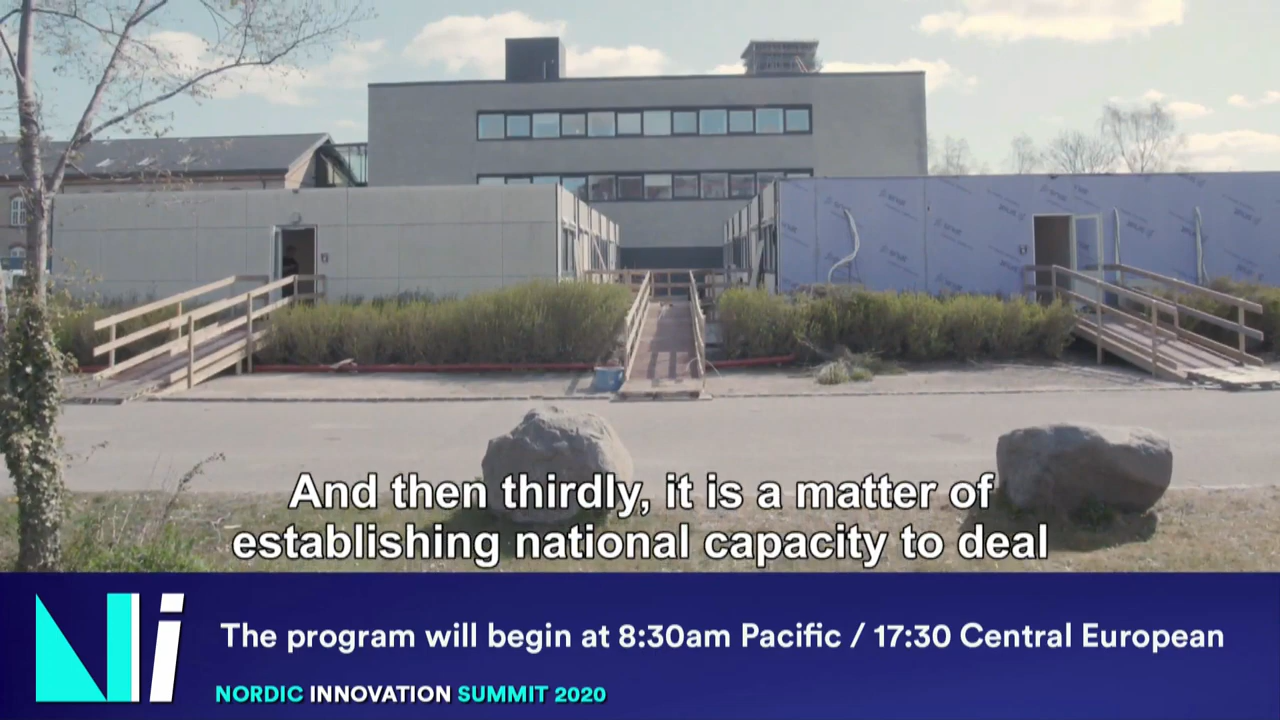 And then thirdly, it is a matter of
establishing national capacity to deal
Ni
The program will begin at 8:30am Pacific / 17:30 Central European
NORDIC INNOVATION SUMMIT 2020